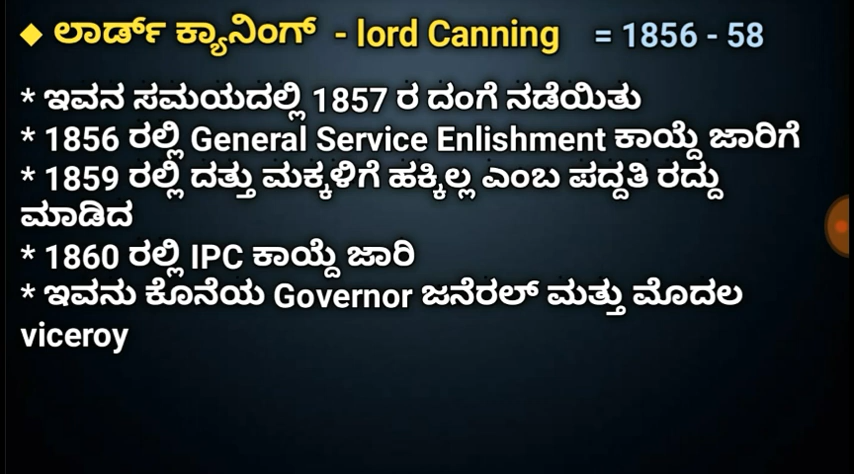 ◆ ಲಾರ್ಡ್ ಕ್ಯಾನಿಂಗ್ - lord Canning = 1856 - 58
* ಇವನ ಸಮಯದಲ್ಲಿ 1857 ರ ದಂಗೆ ನಡೆಯಿತು
* 1856 ರಲ್ಲಿ General Service Enlishment ಕಾಯ್ದೆ ಜಾರಿಗೆ
* 1859 ರಲ್ಲಿ ದತ್ತು ಮಕ್ಕಳಿಗೆ ಹಕ್ಕಿಲ್ಲ ಎಂಬ ಪದ್ದತಿ ರದ್ದು
ಮಾಡಿದ
* 1860 ರಲ್ಲಿ IPC ಕಾಯ್ದೆ ಜಾರಿ
* ಇವನು ಕೊನೆಯ Governor ಜನೆರಲ್ ಮತ್ತು ಮೊದಲ
viceroy